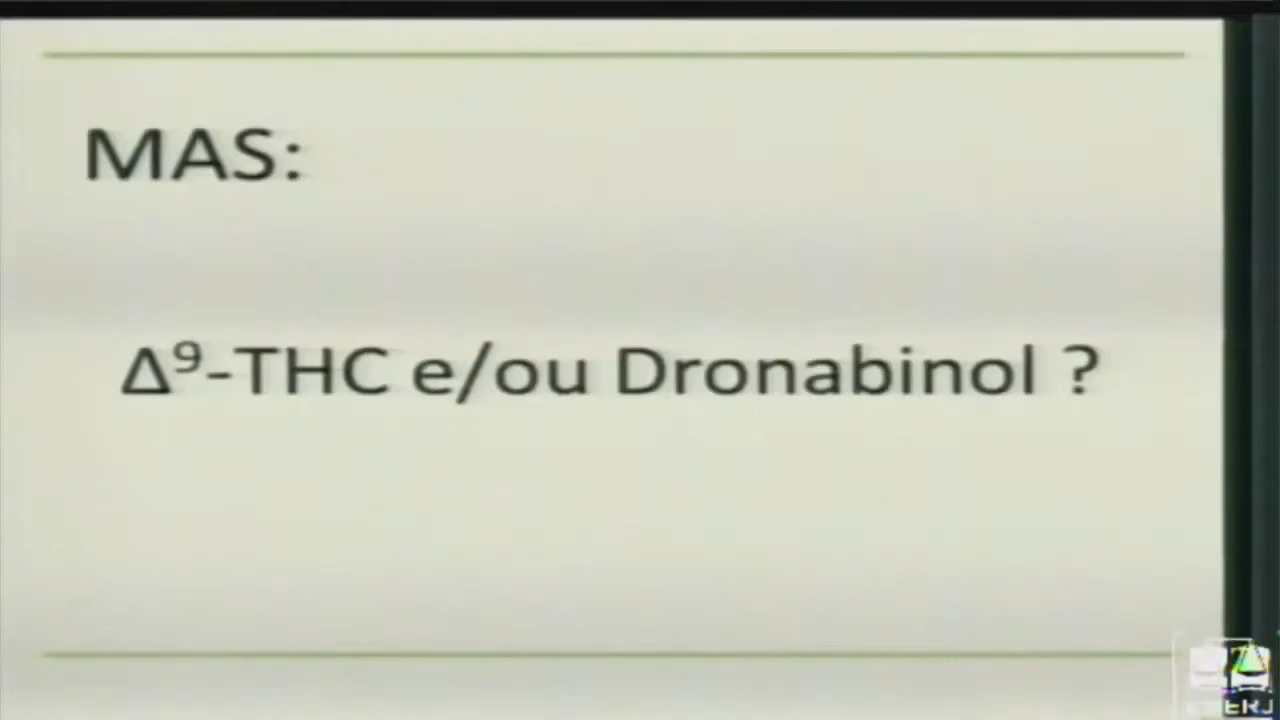 MAS:
Δ⁹-THC e/ou Dronabinol ?